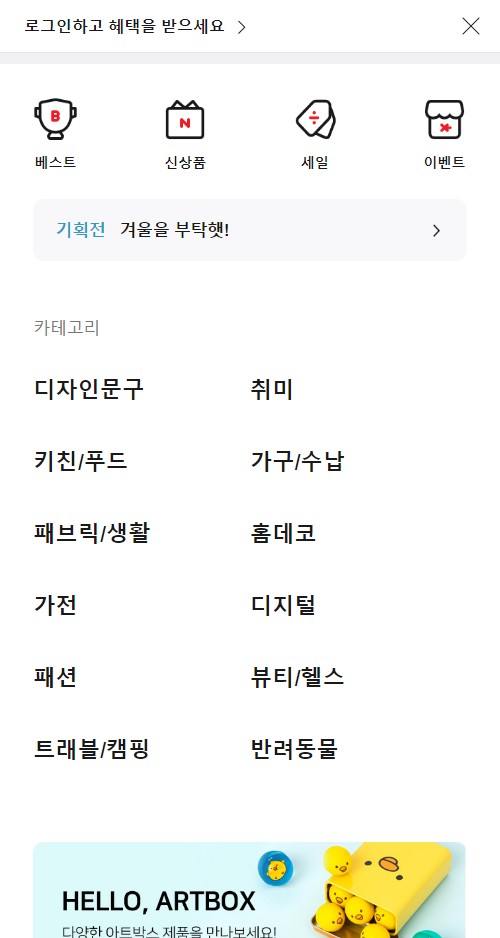 로그인하고 혜택을 받으세요
B
N
베스트 신상품 세일 이벤트
기획전 겨울을 부탁햇!
카테고리
디자인문구 취미
키친/푸드 가구/수납
패브릭/생활 홈데코
가전 디지털
패션 뷰티/헬스
트래블/캠핑 반려동물
HELLO, ARTBOX
다양한 아트박스 제품을 만나보세요!